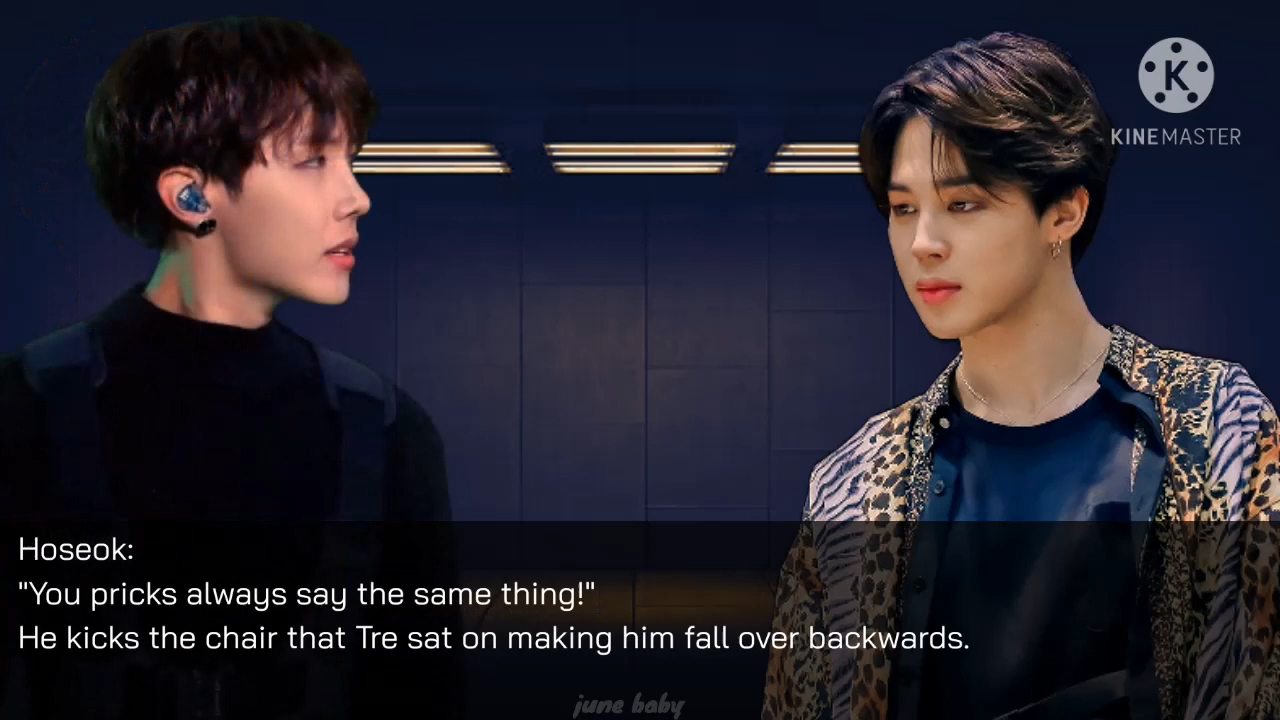 K
KINEMASTER
Hoseok:
"You pricks always say the same thing!"
He kicks the chair that Tre sat on making him fall over backwards.
june baby